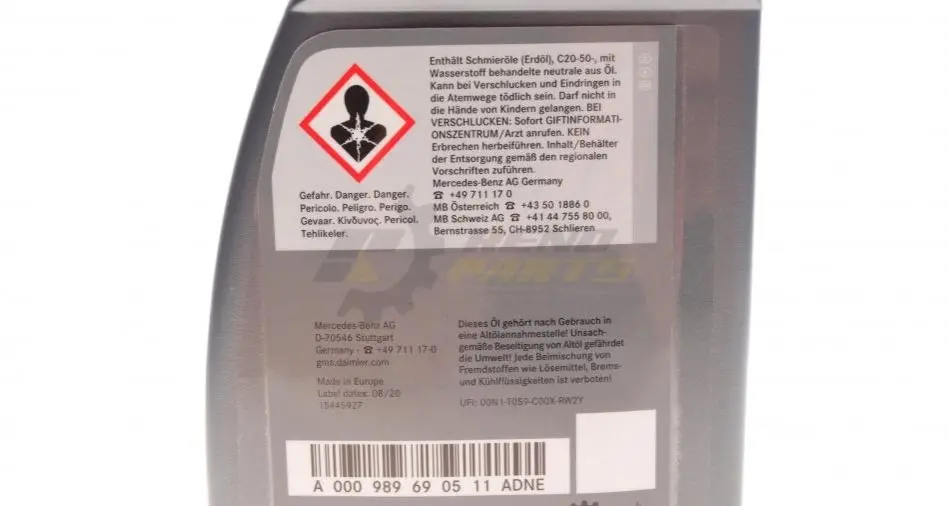 Enthält Schmieröle (Erdöl), C20-50-, mit
Wasserstoff behandelte neutrale aus Öl.
Kann bei Verschlucken und Eindringen in
die Atemwege tödlich sein. Darf nicht in
die Hände von Kindern gelangen. BEI
VERSCHLUCKEN: Sofort GIFTINFORMATI-
ONSZENTRUM/Arzt anrufen. KEIN
Erbrechen herbeiführen. Inhalt/Behälter
der Entsorgung gemäß den regionalen
Vorschriften zuführen.
Mercedes-Benz AG Germany
☎ +49 711 17 0
MB Österreich ☎ +43 50 1886 0
MB Schweiz AG ☎ +41 44 755 80 00,
Bernstrasse 55, CH-8952 Schlieren
Gefahr. Danger. Danger.
Pericolo. Peligro. Perigo.
Gevaar. Κίνδυνος. Pericol.
Tehlikeler.
RENO
PARTS
Mercedes-Benz AG
D-70546 Stuttgart
Germany - ☎ +49 711 17-0
gms.daimler.com
Made in Europe
Label dates: 08/20
15445927
Dieses Öl gehört nach Gebrauch in
eine Altölannahmestelle! Unsach-
gemäße Beseitigung von Altöl gefährdet
die Umwelt! Jede Beimischung von
Fremdstoffen wie Lösemittel, Brems-
und Kühlflüssigkeiten ist verboten!
UFI: 00N1-T0S9-C00X-RW2Y
A 000 989 69 05 11 ADNE